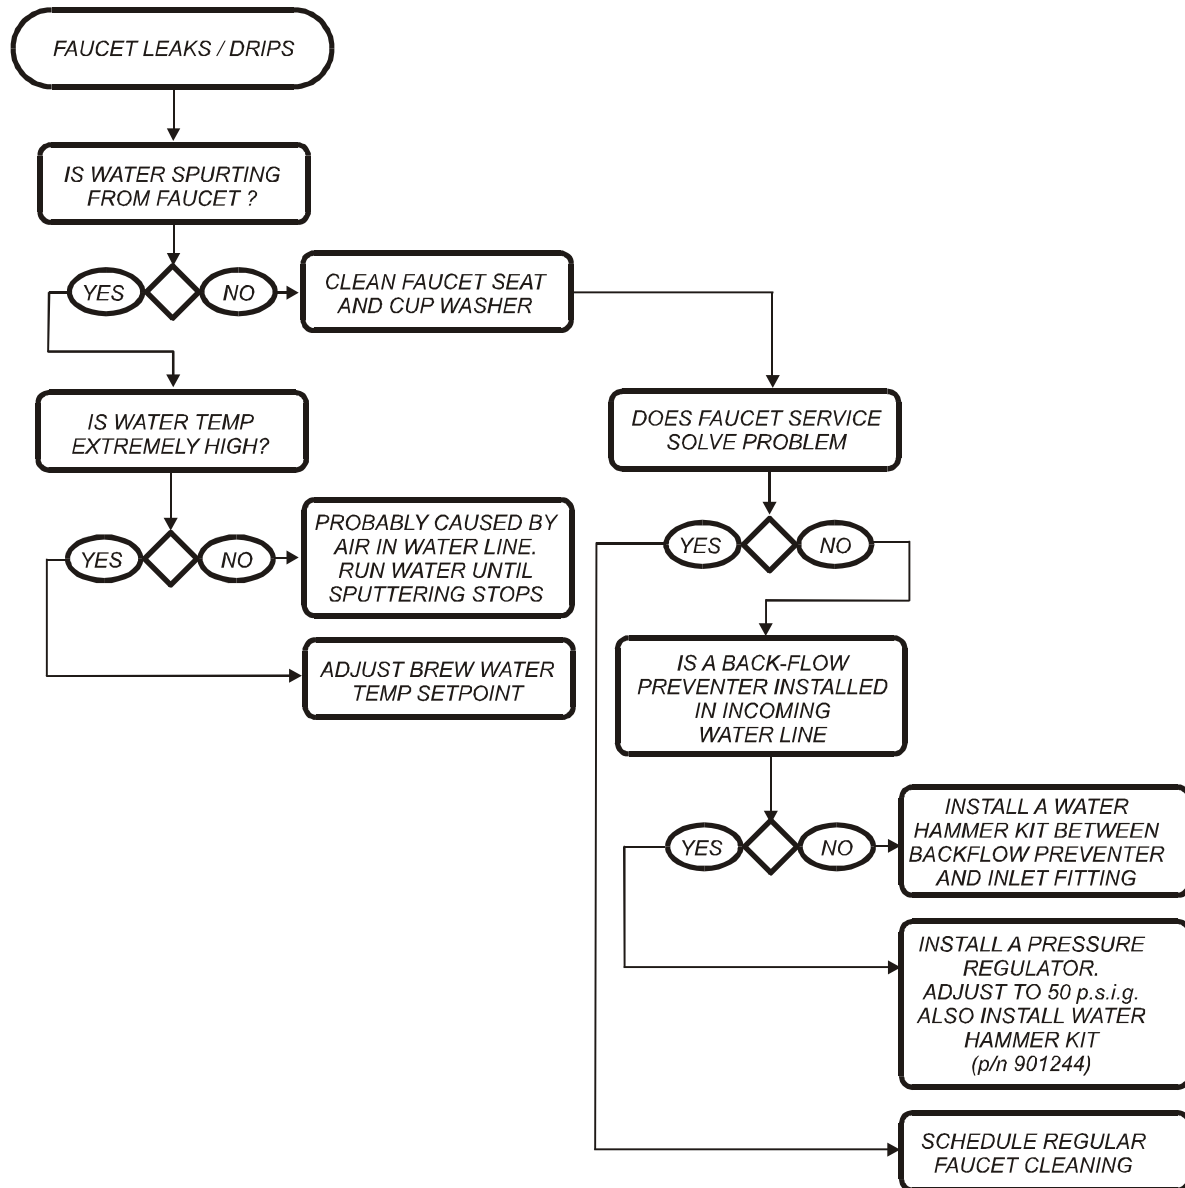 FAUCET LEAKS / DRIPS
IS WATER SPURTING
FROM FAUCET ?
YES
NO
CLEAN FAUCET SEAT
AND CUP WASHER
IS WATER TEMP
EXTREMELY HIGH?
DOES FAUCET SERVICE
SOLVE PROBLEM
YES
NO
PROBABLY CAUSED BY
AIR IN WATER LINE.
RUN WATER UNTIL
SPUTTERING STOPS
YES
NO
ADJUST BREW WATER
TEMP SETPOINT
IS A BACK-FLOW
PREVENTER INSTALLED
IN INCOMING
WATER LINE
YES
NO
INSTALL A WATER
HAMMER KIT BETWEEN
BACKFLOW PREVENTER
AND INLET FITTING
INSTALL A PRESSURE
REGULATOR.
ADJUST TO 50 p.s.i.g.
ALSO INSTALL WATER
HAMMER KIT
(p/n 901244)
SCHEDULE REGULAR
FAUCET CLEANING